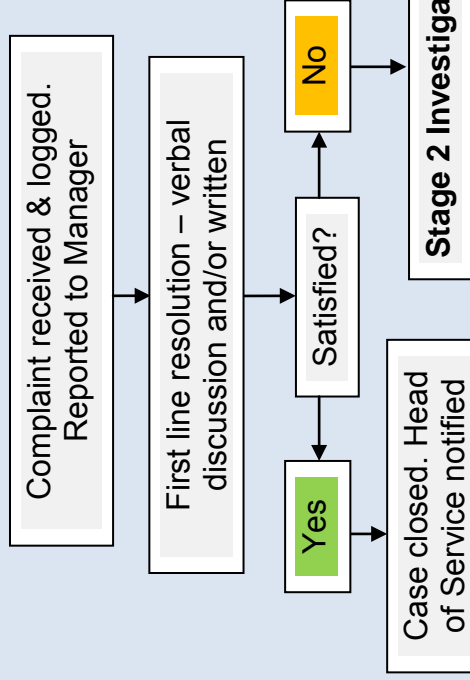 Complaint received & logged.
Reported to Manager
First line resolution – verbal
discussion and/or written
Satisfied?
Yes
No
Case closed. Head
of Service notified
Stage 2